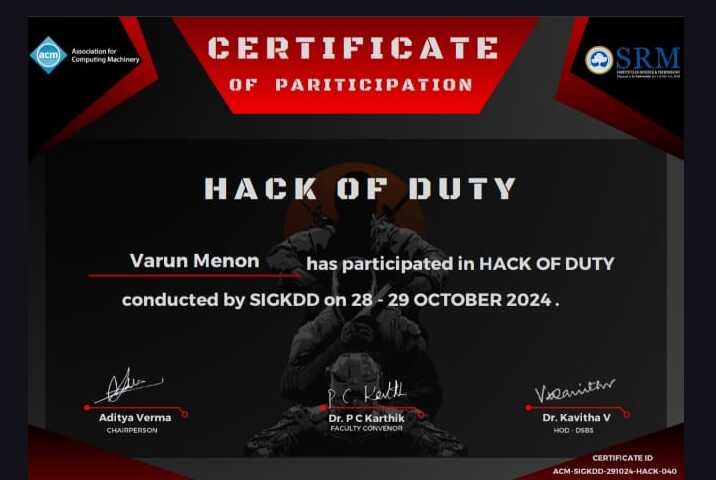 acm
Association for
Computing Machinery
CERTIFICATE
OF PARITICIPATION
SRM
HACK OF DUTY
Varun Menon has participated in HACK OF DUTY
conducted by SIGKDD on 28 - 29 OCTOBER 2024 .
P. C. Karthik
Aditya Verma
CHAIRPERSON
Dr. P C Karthik
FACULTY CONVENOR
Dr. Kavitha V
HOD - DSBS
CERTIFICATE ID
ACM-SIGKDD-291024-HACK-040